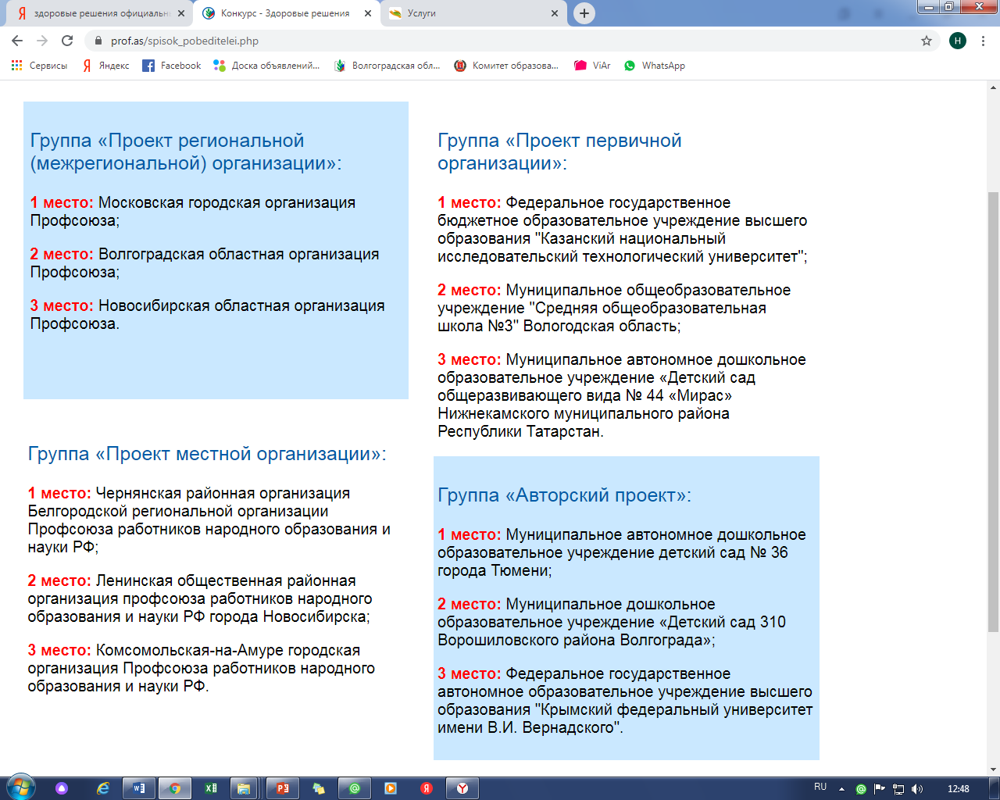 здоровые решения официальн
Конкурс - Здоровые решения
Услуги
prof.as/spisok_pobeditelei.php
Н
Сервисы
Яндекс
Facebook
Доска объявлений...
Волгоградская обл...
Комитет образова...
ViAr
WhatsApp
Группа «Проект региональной
(межрегиональной) организации»:
1 место: Московская городская организация
Профсоюза;
2 место: Волгоградская областная организация
Профсоюза;
3 место: Новосибирская областная организация
Профсоюза.
Группа «Проект первичной
организации»:
1 место: Федеральное государственное
бюджетное образовательное учреждение высшего
образования "Казанский национальный
исследовательский технологический университет";
2 место: Муниципальное общеобразовательное
учреждение "Средняя общеобразовательная
школа №3" Вологодская область;
3 место: Муниципальное автономное дошкольное
образовательное учреждение «Детский сад
общеразвивающего вида № 44 «Мирас»
Нижнекамского муниципального района
Республики Татарстан.
Группа «Проект местной организации»:
1 место: Чернянская районная организация
Белгородской региональной организации
Профсоюза работников народного образования и
науки РФ;
2 место: Ленинская общественная районная
организация профсоюза работников народного
образования и науки РФ города Новосибирска;
3 место: Комсомольская-на-Амуре городская
организация Профсоюза работников народного
образования и науки РФ.
Группа «Авторский проект»:
1 место: Муниципальное автономное дошкольное
образовательное учреждение детский сад № 36
города Тюмени;
2 место: Муниципальное дошкольное
образовательное учреждение «Детский сад 310
Ворошиловского района Волгограда»;
3 место: Федеральное государственное
автономное образовательное учреждение высшего
образования "Крымский федеральный университет
имени В.И. Вернадского".
RU
12:48